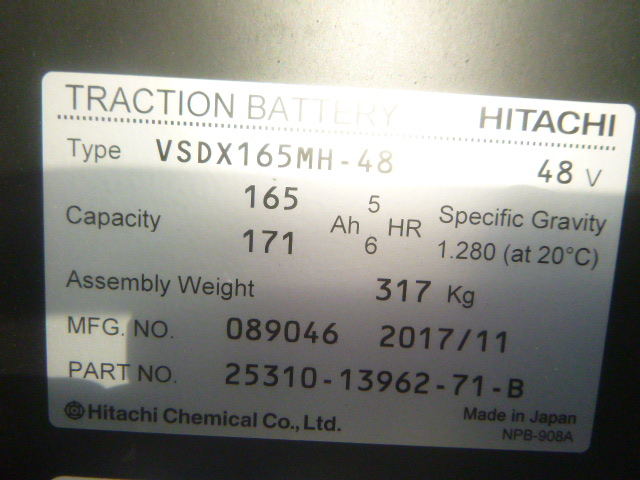 TRACTION BATTERY HITACHI
Type VSDX165MH-48 48 V
Capacity 165 Ah 5 HR Specific Gravity
171 6 1.280 (at 20°C)
Assembly Weight 317 Kg
MFG. NO. 089046 2017/11
PART NO. 25310-13962-71-B
Hitachi Chemical Co., Ltd. Made in Japan
NPB-908A